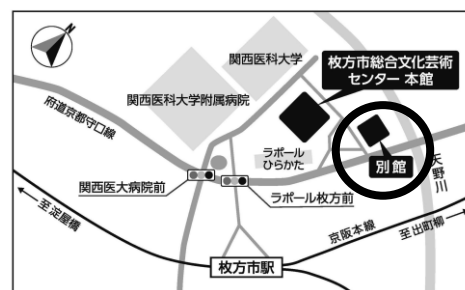 関西医科大学
枚方市総合文化芸術
センター 本館
関西医科大学附属病院
府道京都守口線
ラポール
ひらかた
別館
天野川
関西医大病院前
ラポール枚方前
至淀屋橋
京阪本線
至出町柳
枚方市駅